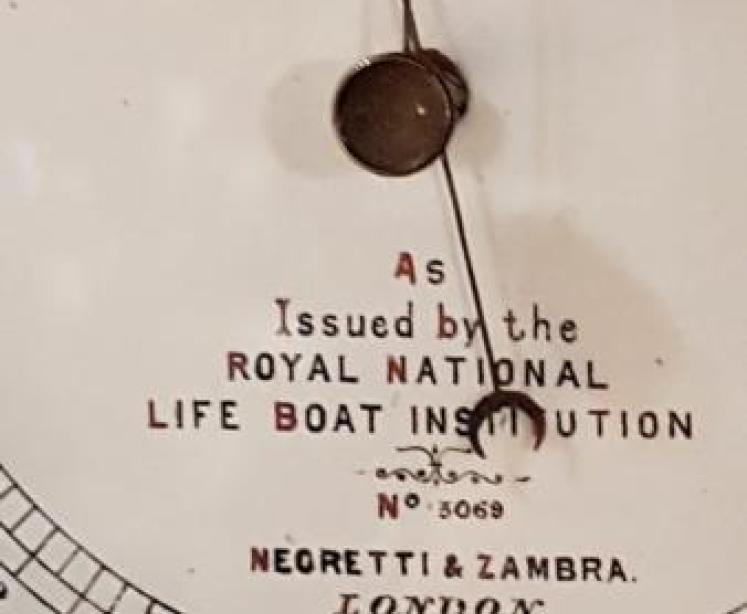 As
Issued by the
ROYAL NATIONAL
LIFE BOAT INSTITUTION
No 3069
NEGRETTI & ZAMBRA.
LONDON